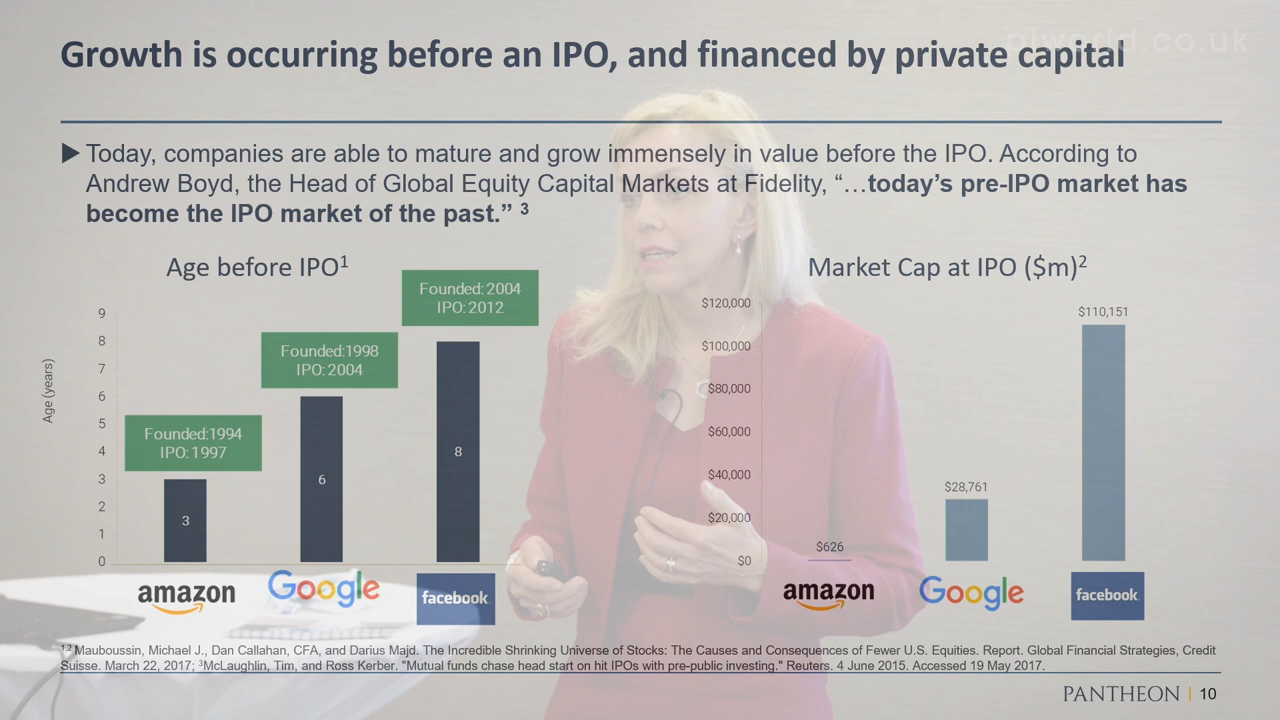 piworld.co.uk
Growth is occurring before an IPO, and financed by private capital
▶ Today, companies are able to mature and grow immensely in value before the IPO. According to
Andrew Boyd, the Head of Global Equity Capital Markets at Fidelity, “…today’s pre-IPO market has
become the IPO market of the past.” 3
Age before IPO1
Age (years)
9
8
7
6
5
4
3
2
1
0
Founded:1994
IPO:1997
Founded:1998
IPO:2004
Founded:2004
IPO:2012
3
6
8
amazon
Google
facebook
Market Cap at IPO ($m)2
$120,000
$100,000
$80,000
$60,000
$40,000
$20,000
$0
$626
$28,761
$110,151
amazon
Google
facebook
1,2 Mauboussin, Michael J., Dan Callahan, CFA, and Darius Majd. The Incredible Shrinking Universe of Stocks: The Causes and Consequences of Fewer U.S. Equities. Report. Global Financial Strategies, Credit
Suisse. March 22, 2017; 3McLaughlin, Tim, and Ross Kerber. "Mutual funds chase head start on hit IPOs with pre-public investing." Reuters. 4 June 2015. Accessed 19 May 2017.
PANTHEON | 10